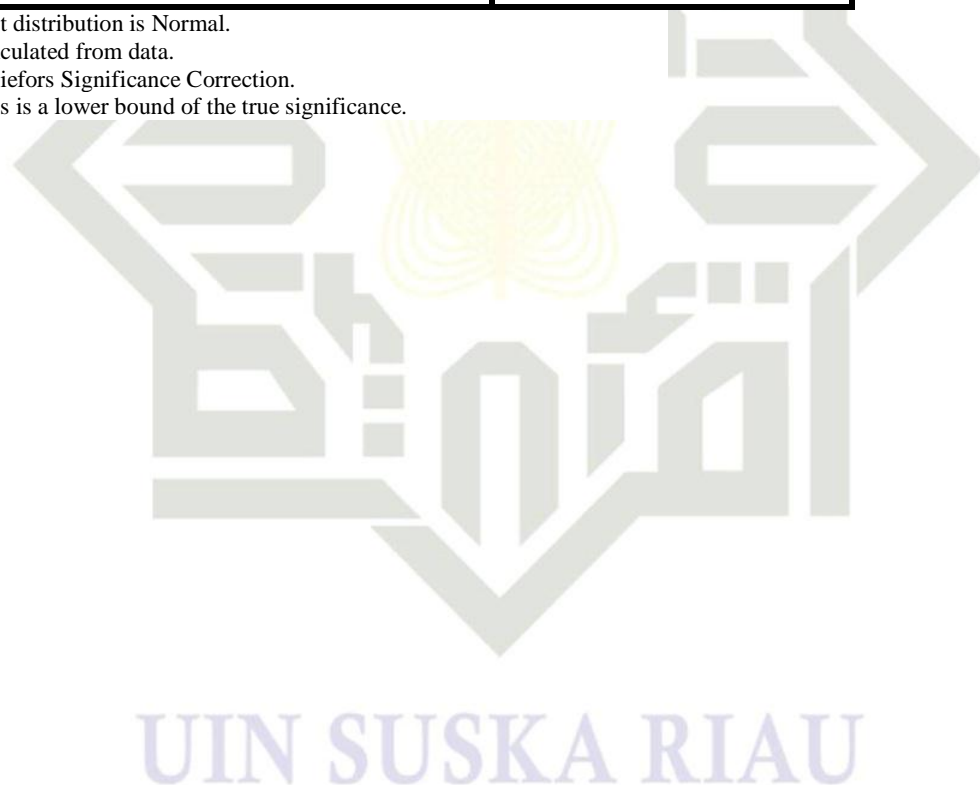 t distribution is Normal.
culated from data.
iefors Significance Correction.
s is a lower bound of the true significance.
UIN SUSKA RIAU